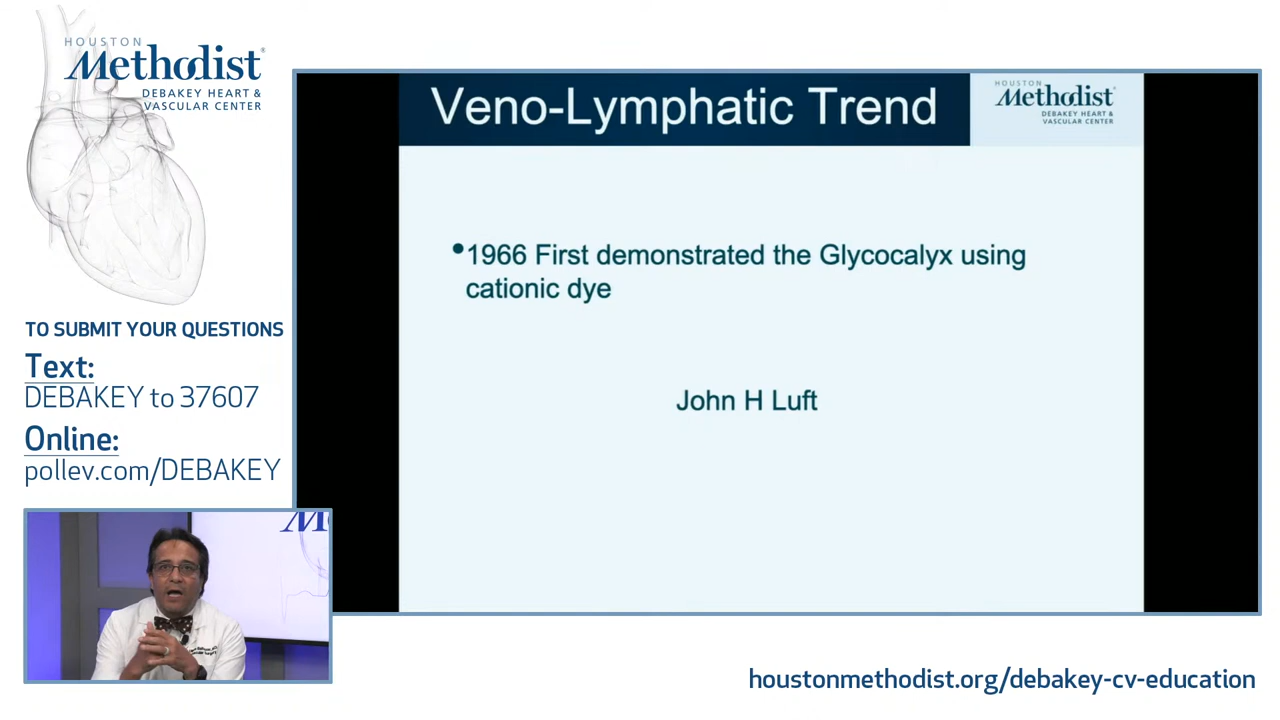 HOUSTON
Methodist
DEBAKEY HEART &
VASCULAR CENTER
TO SUBMIT YOUR QUESTIONS
Text:
DEBAKEY to 37607
Online:
pollev.com/DEBAKEY
Veno-Lymphatic Trend
HOUSTON
Methodist
DEBAKEY HEART &
VASCULAR CENTER
•1966 First demonstrated the Glycocalyx using
cationic dye
John H Luft
houstonmethodist.org/debakey-cv-education